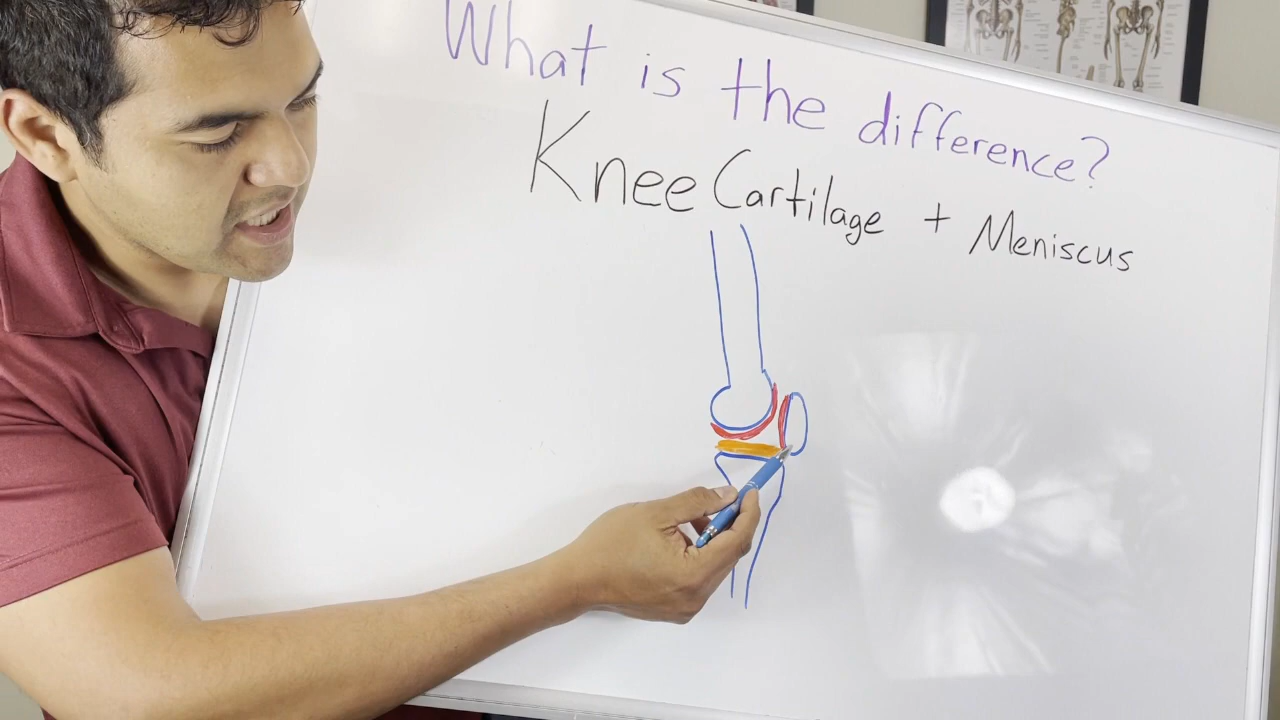 What is the difference?
Knee Cartilage + Meniscus